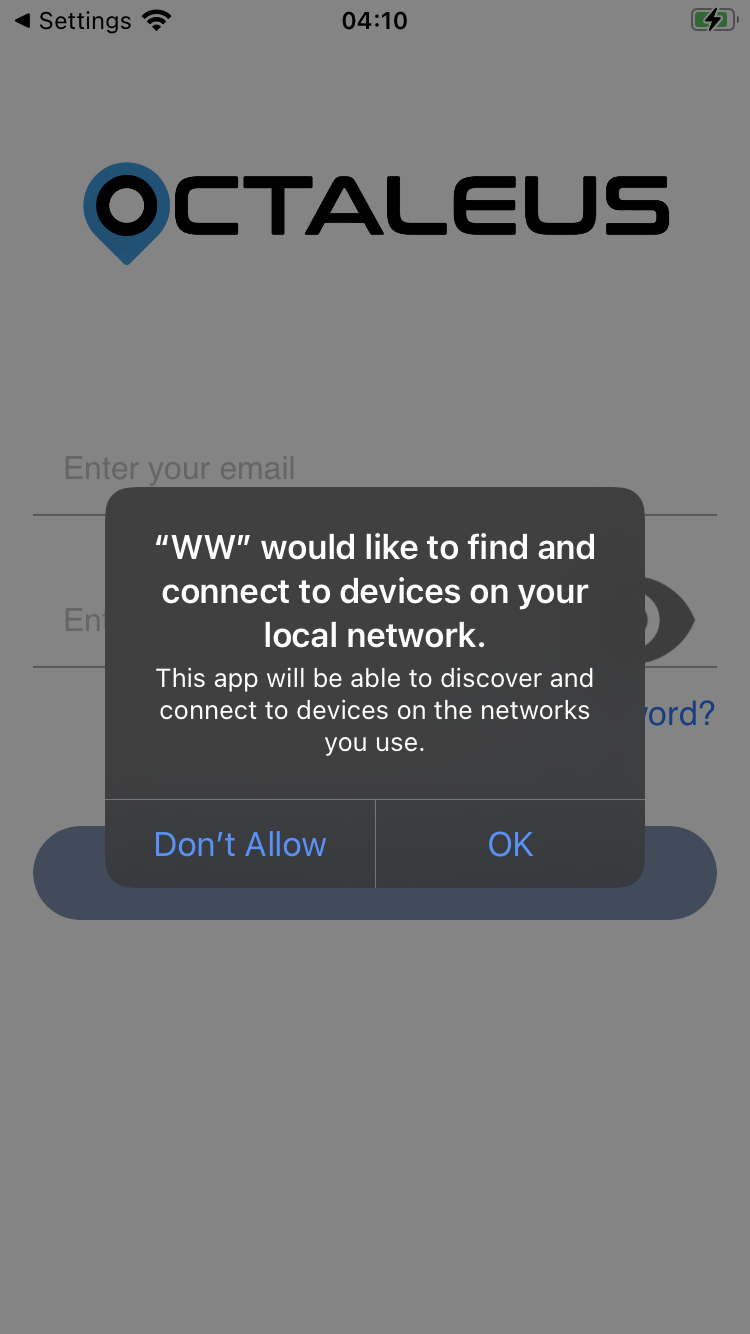 ◀ Settings 04:10
OCTALEUS
Enter your email
“WW” would like to find and
connect to devices on your
local network.
This app will be able to discover and
connect to devices on the networks
you use.
Don’t Allow OK